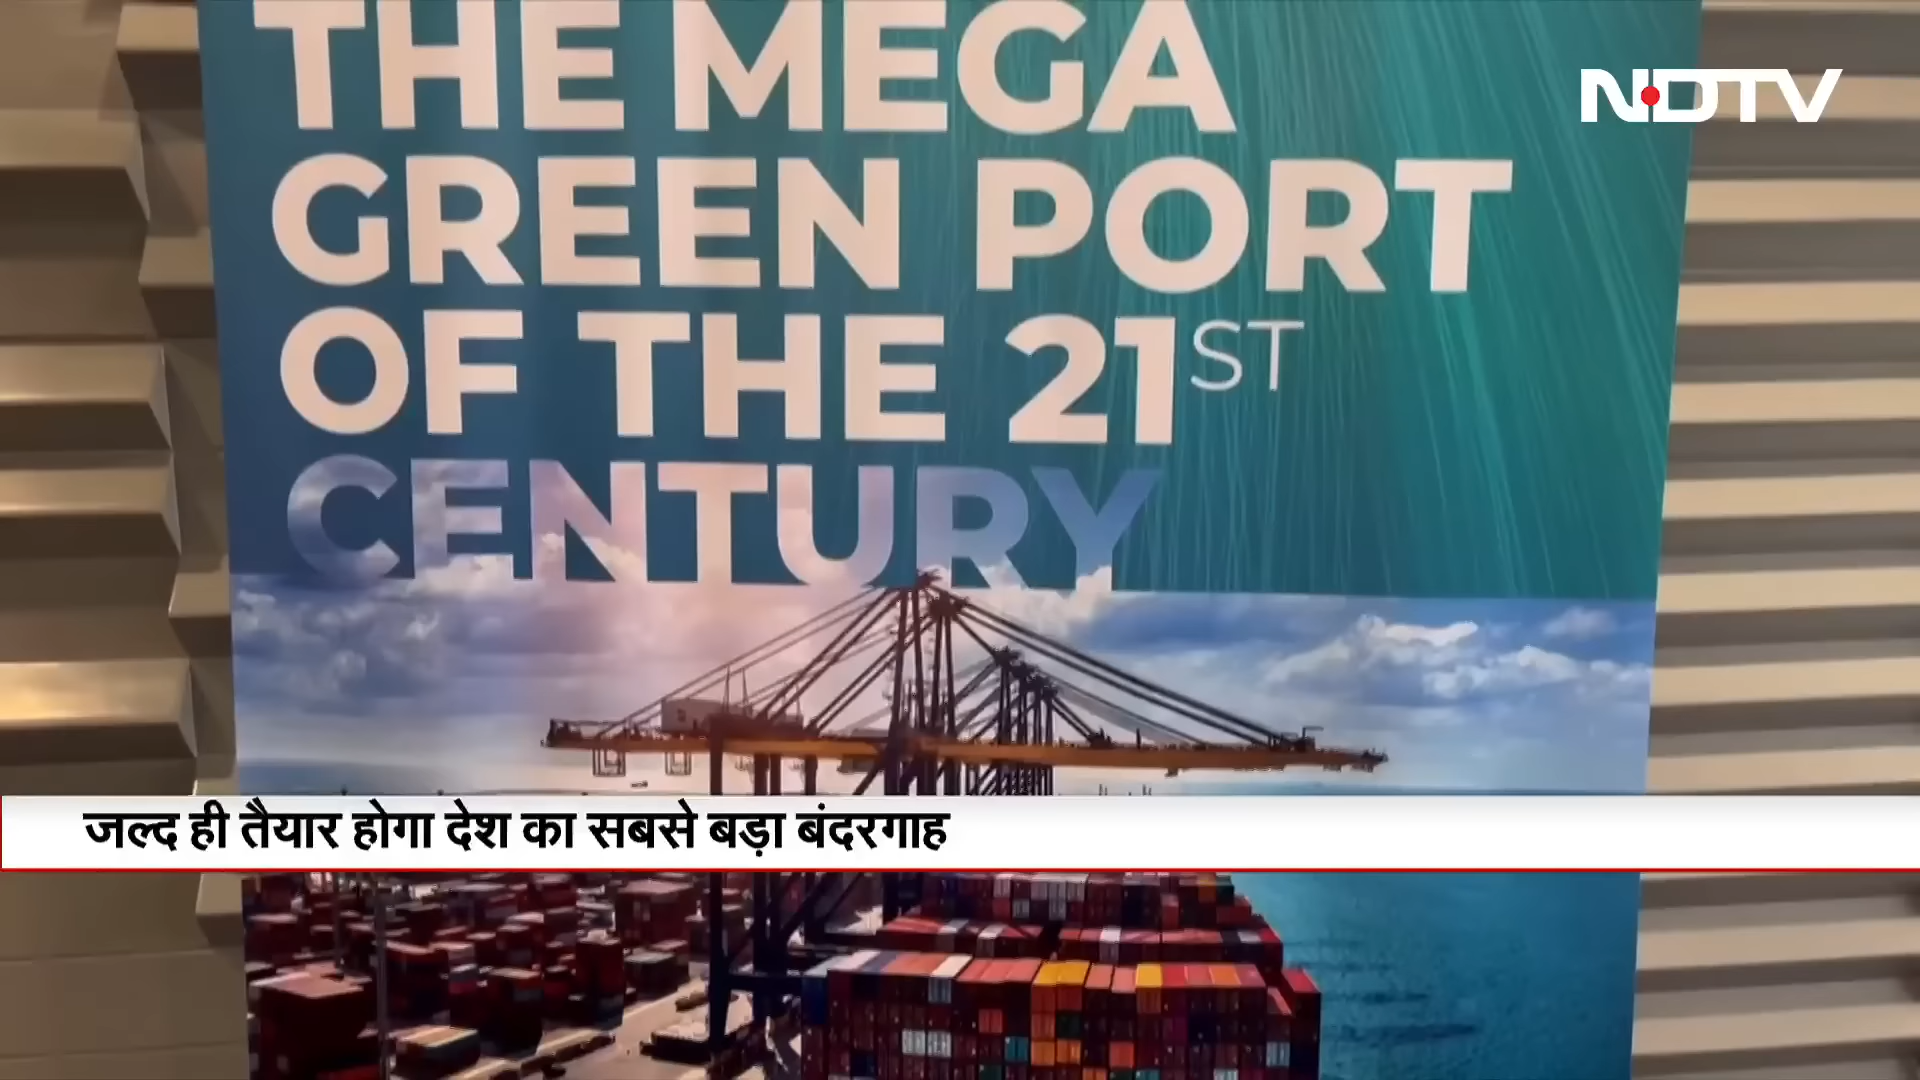 THE MEGA
NDTV
GREEN PORT
OF THE 21ST
CENTURY
जल्द ही तैयार होगा देश का सबसे बड़ा बंदरगाह